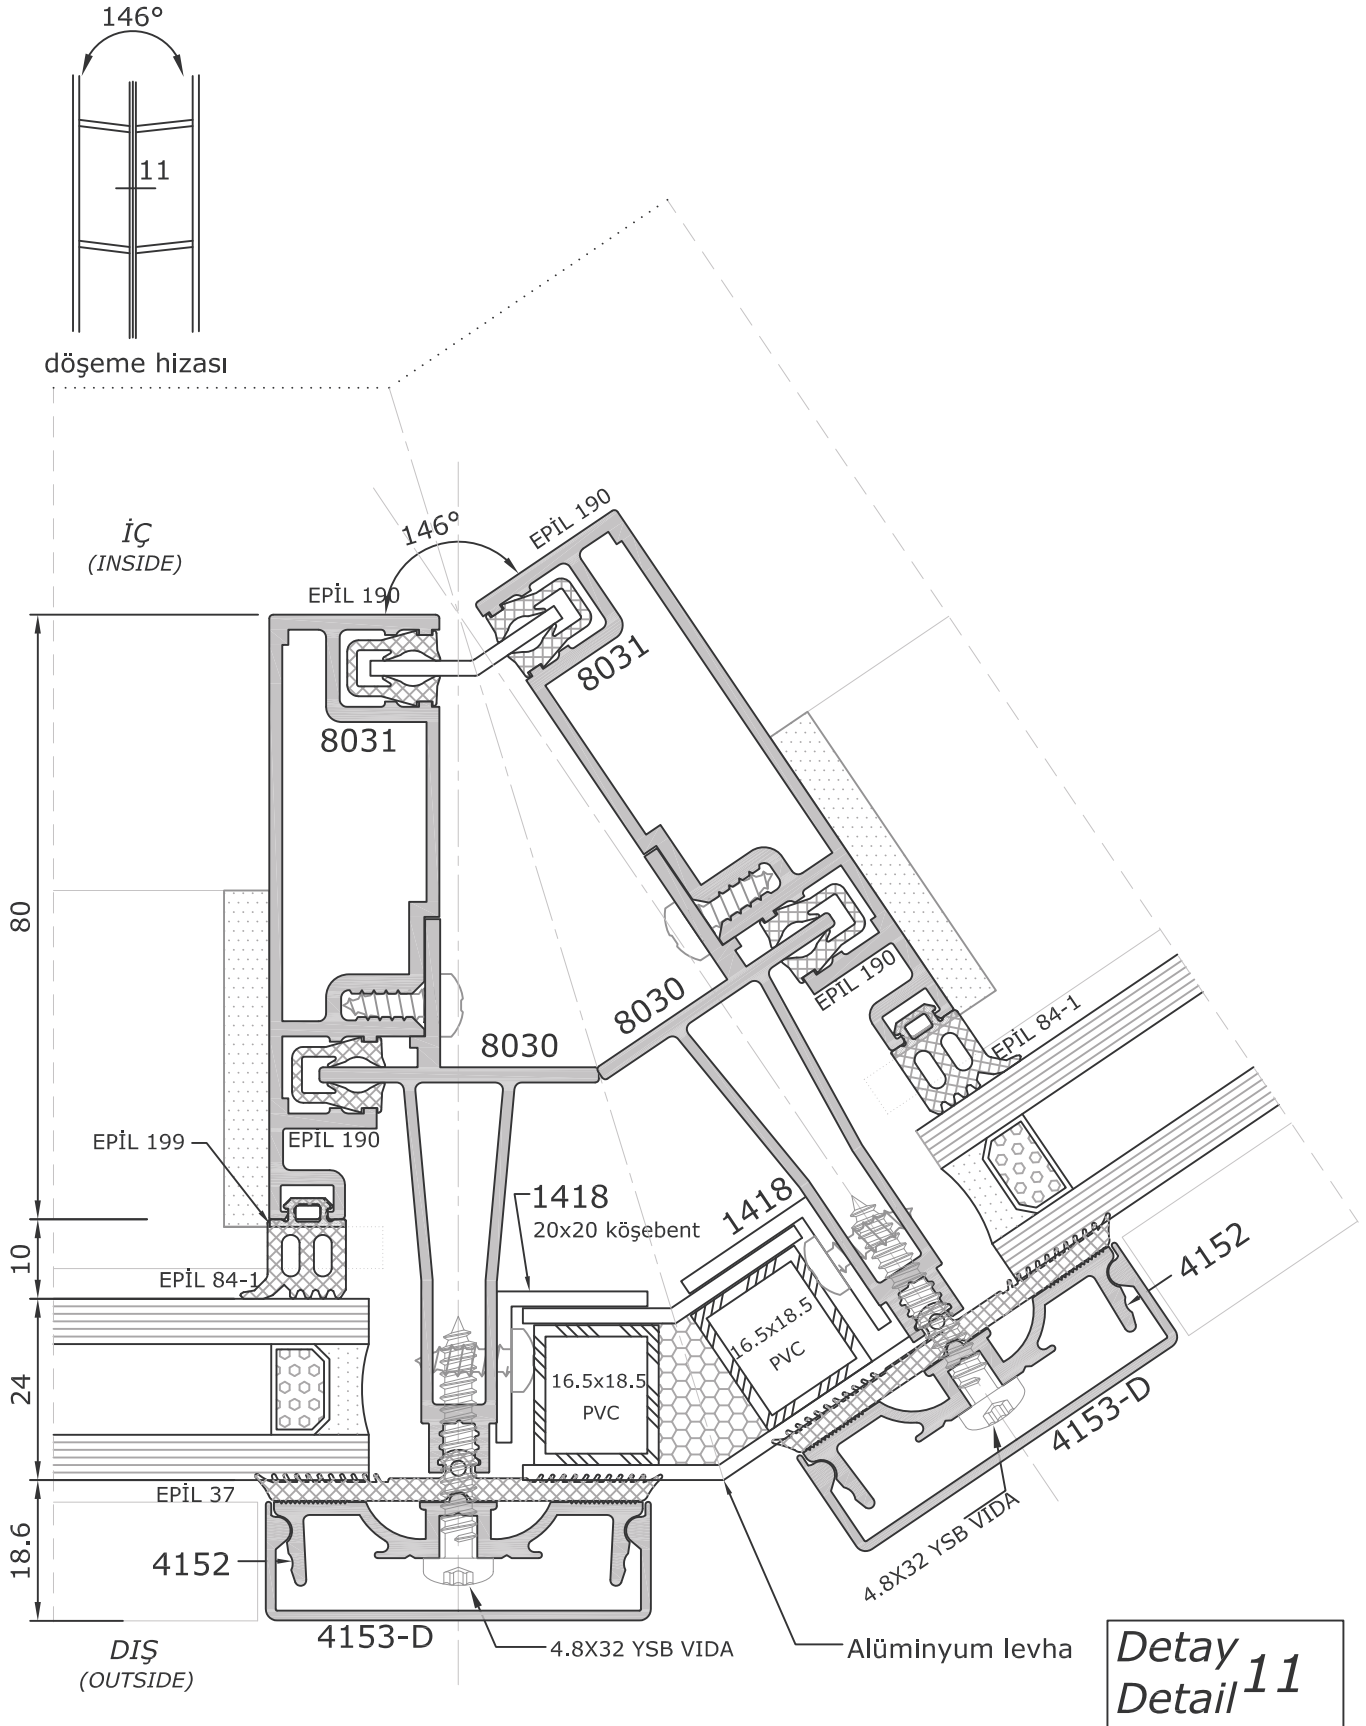 146°
11
döşeme hizası
İÇ
(INSIDE)
146°
EPİL 190
EPİL 190
8031
8031
80
8030
8030
EPİL 190
EPİL 84-1
EPİL 199
EPİL 190
1418
20x20 köşebent
1418
10
EPİL 84-1
4152
16.5x18.5
PVC
16.5x18.5
PVC
24
4153-D
EPİL 37
18.6
4152
4.8X32 YSB VIDA
4153-D
4.8X32 YSB VIDA
Alüminyum levha
DIŞ
(OUTSIDE)
Detay
Detail
11